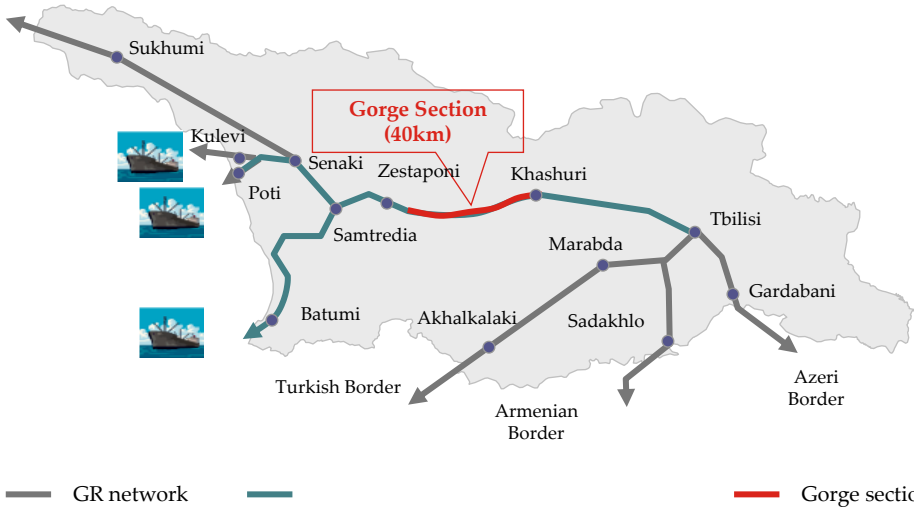 Sukhumi
Gorge Section
(40km)
Kulevi
Senaki
Zestaponi
Khashuri
Poti
Tbilisi
Samtredia
Marabda
Gardabani
Batumi
Akhalkalaki
Sadakhlo
Turkish Border
Azeri
Border
Armenian
Border
GR network
Gorge sectio